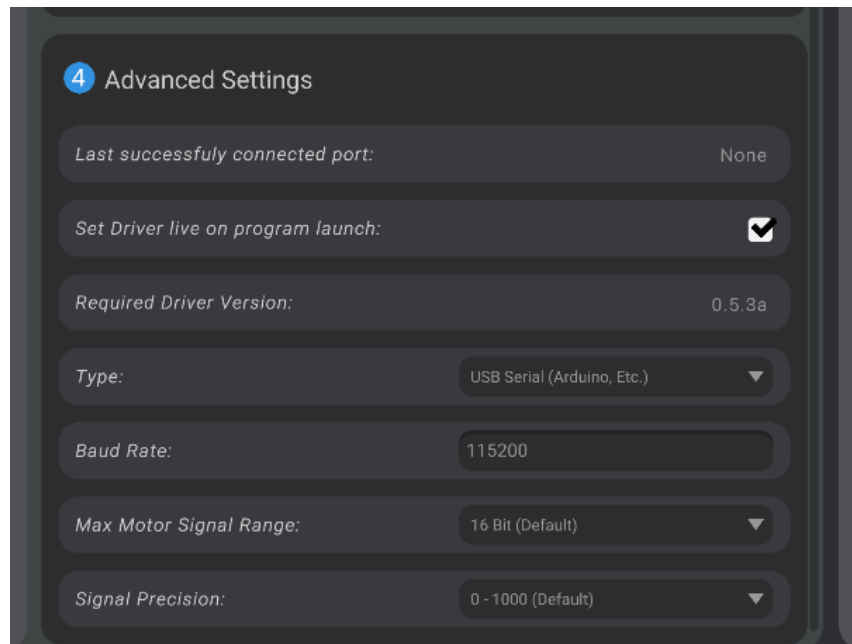 4 Advanced Settings
Last successfuly connected port: None
Set Driver live on program launch:
Required Driver Version: 0.5.3a
Type: USB Serial (Arduino, Etc.)
Baud Rate: 115200
Max Motor Signal Range: 16 Bit (Default)
Signal Precision: 0 - 1000 (Default)